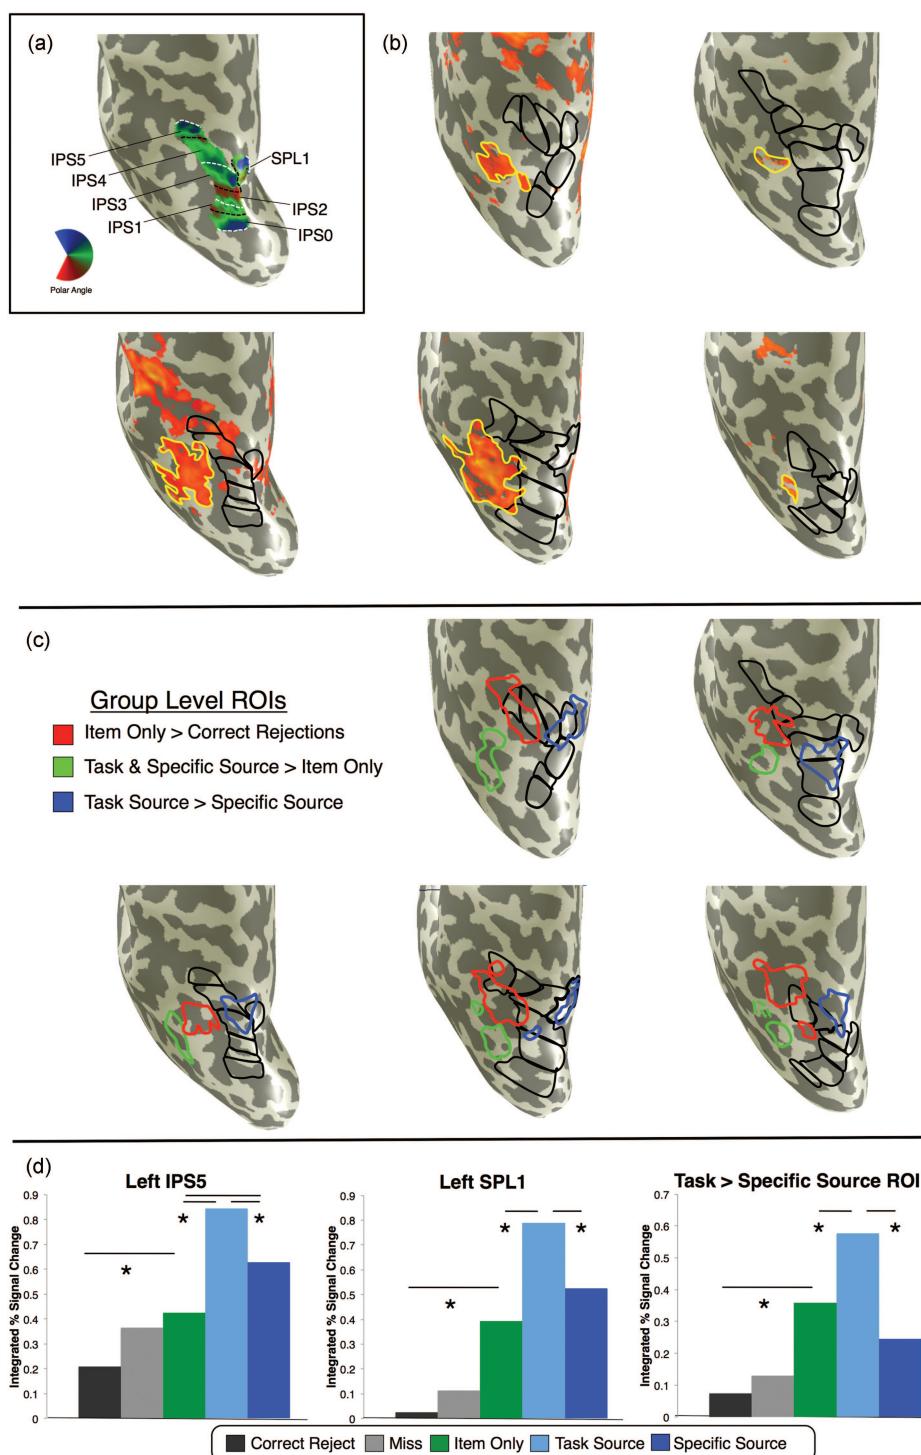 (a)
IPS5
IPS4
IPS3
IPS1
SPL1
IPS2
IPS0
Polar Angle
(b)
(c)
Group Level ROIs
Item Only > Correct Rejections
Task & Specific Source > Item Only
Task Source > Specific Source
(d)
Left IPS5
Integrated % Signal Change
0.9
0.8
0.7
0.6
0.5
0.4
0.3
0.2
0.1
0
*
*
*
Left SPL1
Integrated % Signal Change
0.9
0.8
0.7
0.6
0.5
0.4
0.3
0.2
0.1
0
*
*
*
Task > Specific Source ROI
Integrated % Signal Change
0.7
0.6
0.5
0.4
0.3
0.2
0.1
0
*
*
*
Correct Reject Miss Item Only Task Source Specific Source